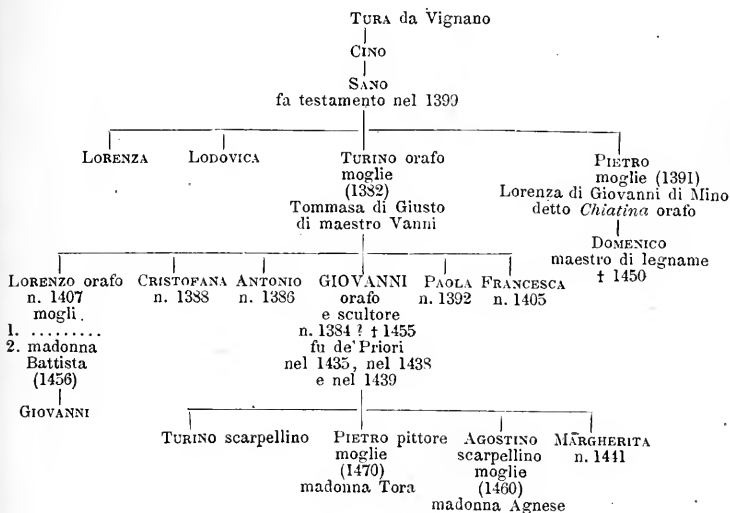 TURA da Vignano
CINO
SANO
fa testamento nel 1399
LORENZA
LODOVICA
TURINO orafo
moglie
(1382)
Tommasa di Giusto
di maestro Vanni
PIETRO
moglie (1391)
Lorenza di Giovanni di Mino
detto Chiatina orafo
DOMENICO
maestro di legname
† 1450
LORENZO orafo
n. 1407
mogli.
1. .........
2. madonna
Battista
(1456)
GIOVANNI
CRISTOFANA
n. 1388
ANTONIO
n. 1386
GIOVANNI
orafo
e scultore
n. 1384 ? † 1455
fu de' Priori
nel 1435, nel 1438
e nel 1439
PAOLA
n. 1392
FRANCESCA
n. 1405
TURINO scarpellino
PIETRO pittore
moglie
(1470)
madonna Tora
AGOSTINO
scarpellino
moglie
(1460)
madonna Agnese
MARGHERITA
n. 1441